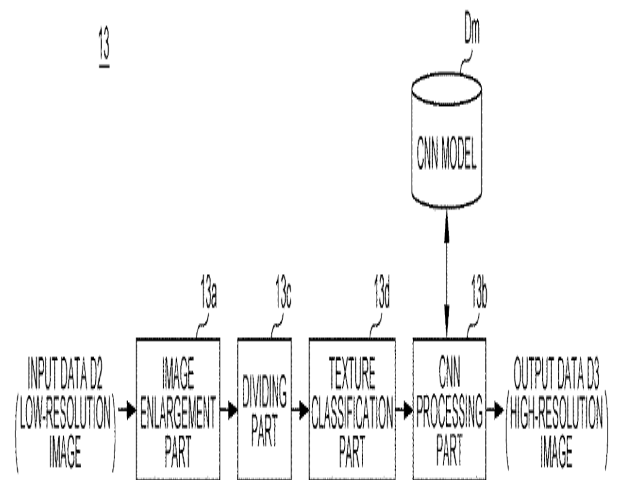 13
Dm
CNN MODEL
13a
13c
13d
13b
INPUT DATA D2
(LOW-RESOLUTION
IMAGE)
IMAGE
ENLARGEMENT
PART
DIVIDING
PART
TEXTURE
CLASSIFICATION
PART
CNN
PROCESSING
PART
OUTPUT DATA D3
(HIGH-RESOLUTION
IMAGE)